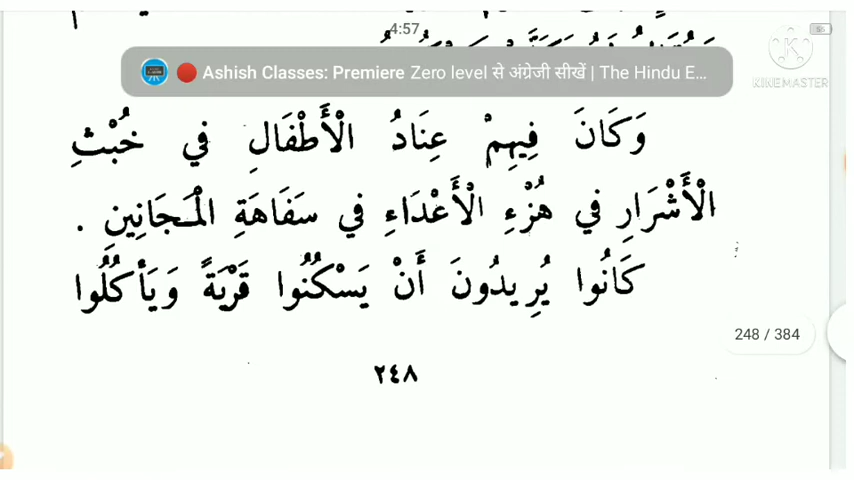 4:57
56
Ashish Classes: Premiere Zero level से अंग्रेजी सीखें | The Hindu E...
KINEMASTER
وَكَانَ فِيهِمْ عِنَادُ الْأَطْفَالِ فِي خُبْثِ
الْأَشْرَارِ فِي هُزْءِ الْأَعْدَاءِ فِي سَفَاهَةِ الْمَجَانِينِ .
كَانُوا يُرِيدُونَ أَنْ يَسْكُنُوا قَرْيَةً وَيَأْكُلُوا
248 / 384
٢٤٨